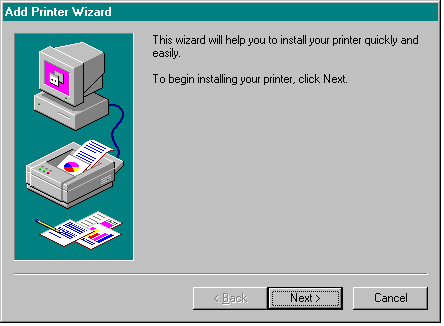 Add Printer Wizard
This wizard will help you to install your printer quickly and
easily.
To begin installing your printer, click Next.
< Back
Next >
Cancel